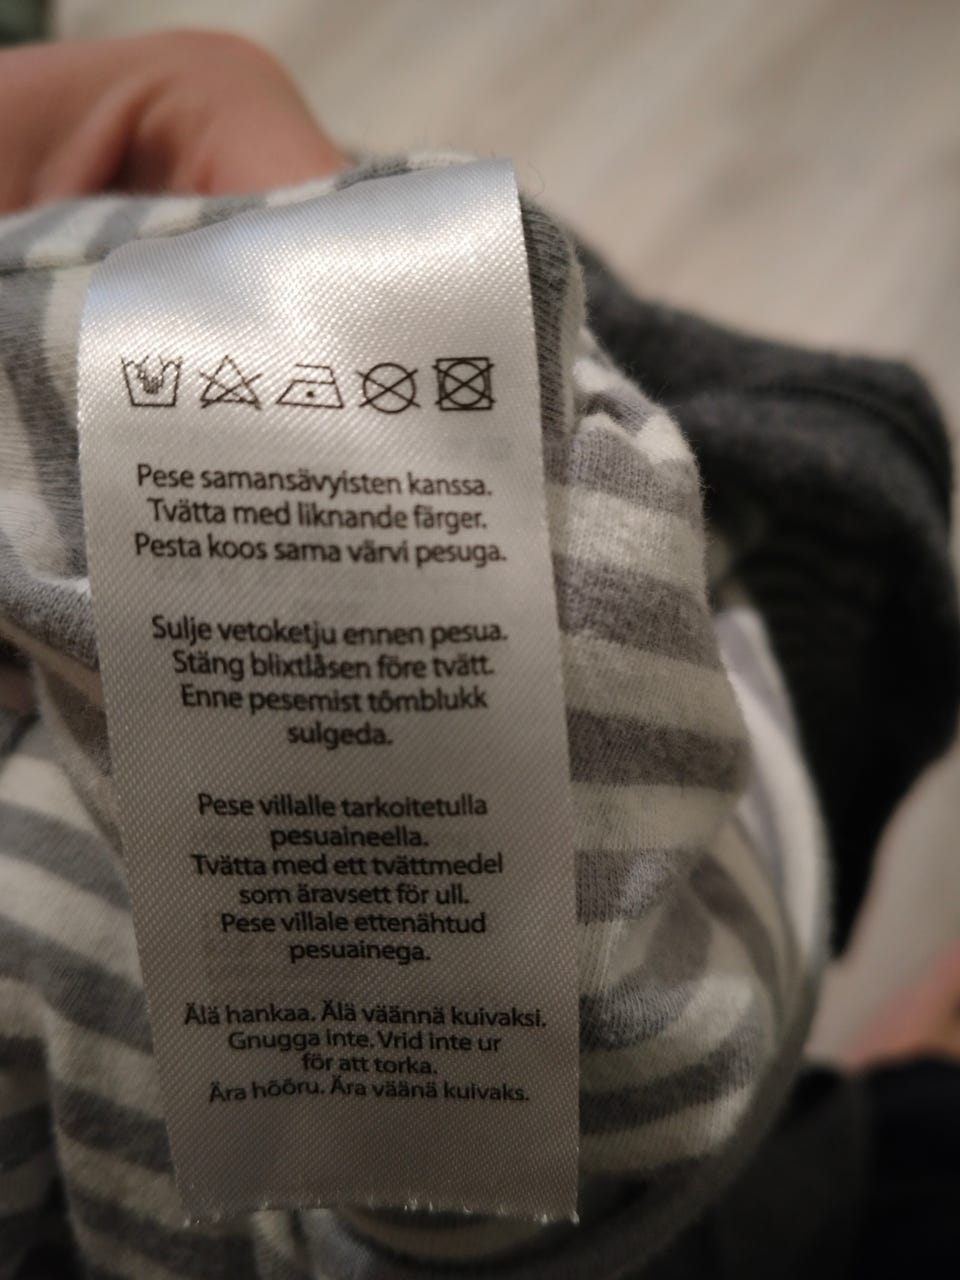 Pese samansävyisten kanssa.
Tvätta med liknande färger.
Pesta koos sama värvi pesuga.
Sulje vetoketju ennen pesua.
Stäng blixtlåsen före tvätt.
Enne pesemist tõmblukk
sulgeda.
Pese villalle tarkoitetulla
pesuaineella.
Tvätta med ett tvättmedel
som äravsett för ull.
Pese villale ettenähtud
pesuainega.
Älä hankaa. Älä väännä kuivaksi.
Gnugga inte. Vrid inte ur
för att torka.
Ära hõõru. Ära väänä kuivaks.